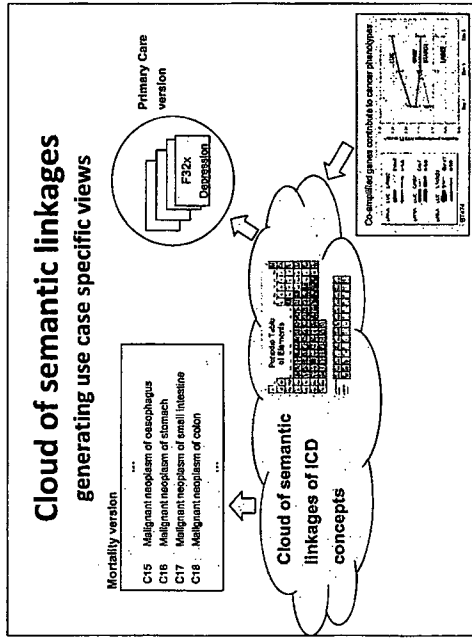 Cloud of semantic linkages
generating use case specific views
Mortality version
...
C15 Malignant neoplasm of oesophagus
C16 Malignant neoplasm of stomach
C17 Malignant neoplasm of small intestine
C18 Malignant neoplasm of colon
...
Primary Care
version
F32x
Depression
Periodic Table
of Elements
Cloud of semantic
linkages of ICD
concepts
Co-amplified genes contribute to cancer phenotypes